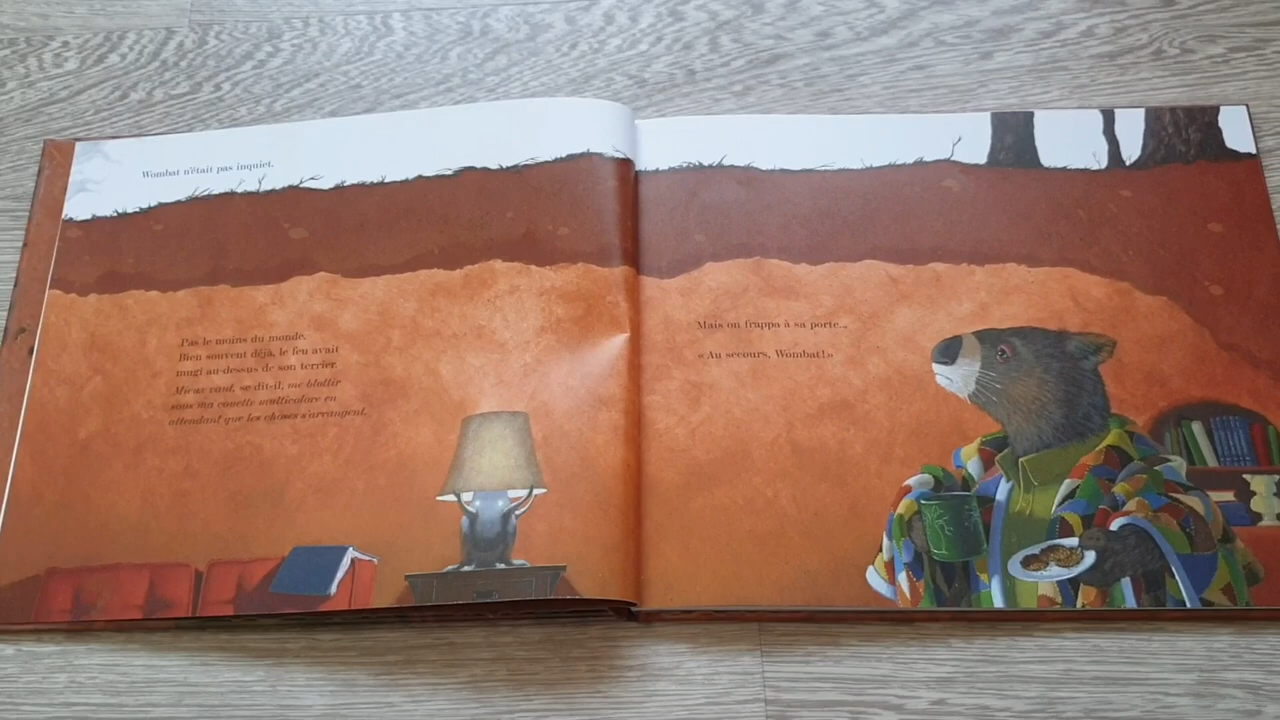 Wombat n'était pas inquiet.
Pas le moins du monde.
Bien souvent déjà, le feu avait
mugi au-dessus de son terrier.
Mieux vaut, se dit-il, me blottir
sous ma couette multicolore en
attendant que les choses s'arrangent.
Mais on frappa à sa porte...
« Au secours, Wombat! »